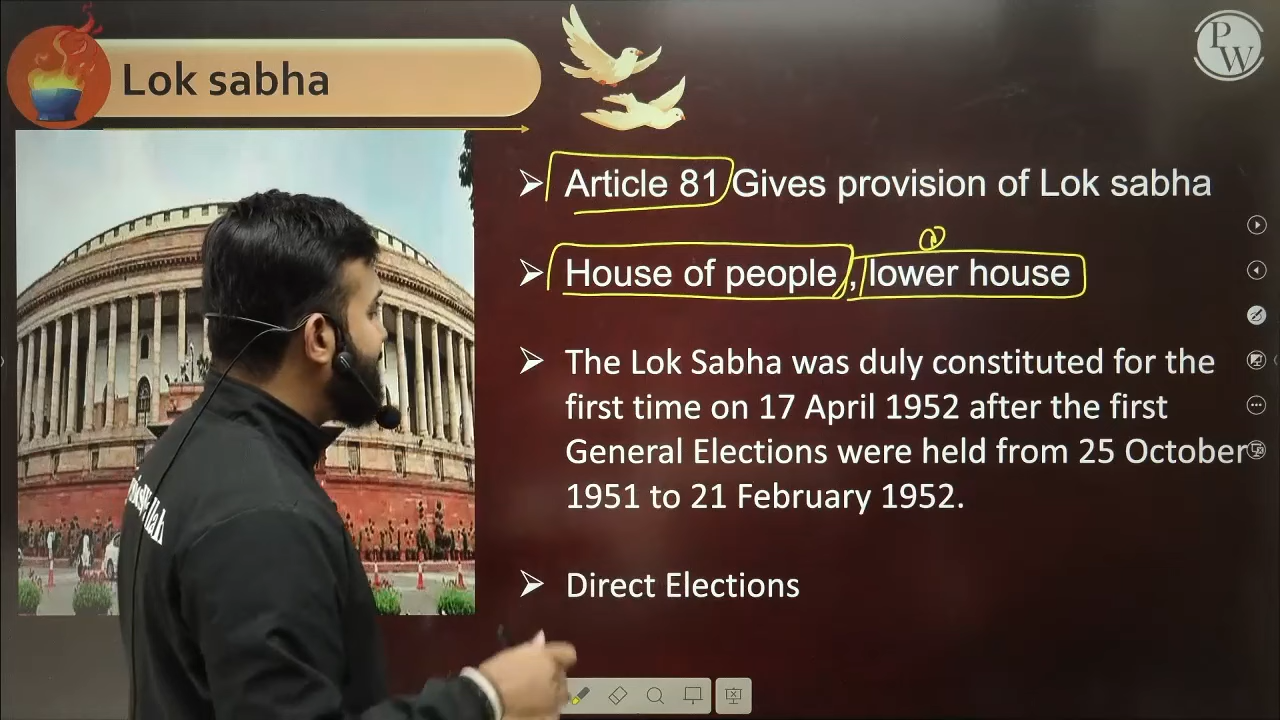 Lok sabha
PW
Article 81 Gives provision of Lok sabha
House of people , lower house
The Lok Sabha was duly constituted for the
first time on 17 April 1952 after the first
General Elections were held from 25 October
1951 to 21 February 1952.
Direct Elections